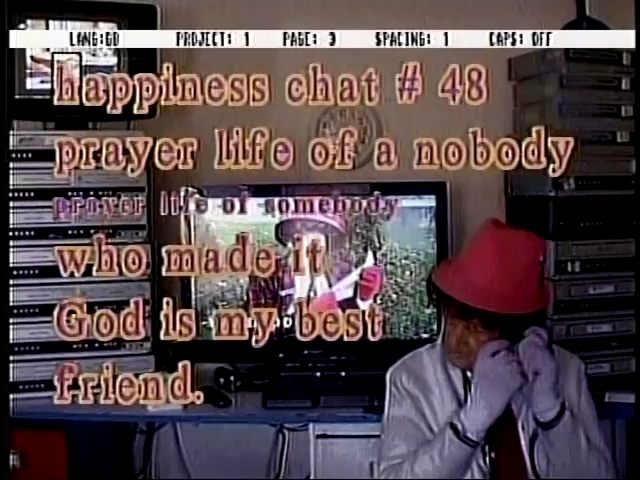 LANG:GD PROJECT: 1 PAGE: 3 SPACING: 1 CAPS: OFF
happiness chat # 48
prayer life of a nobody
prayer life of somebody
who made it
God is my best
friend.